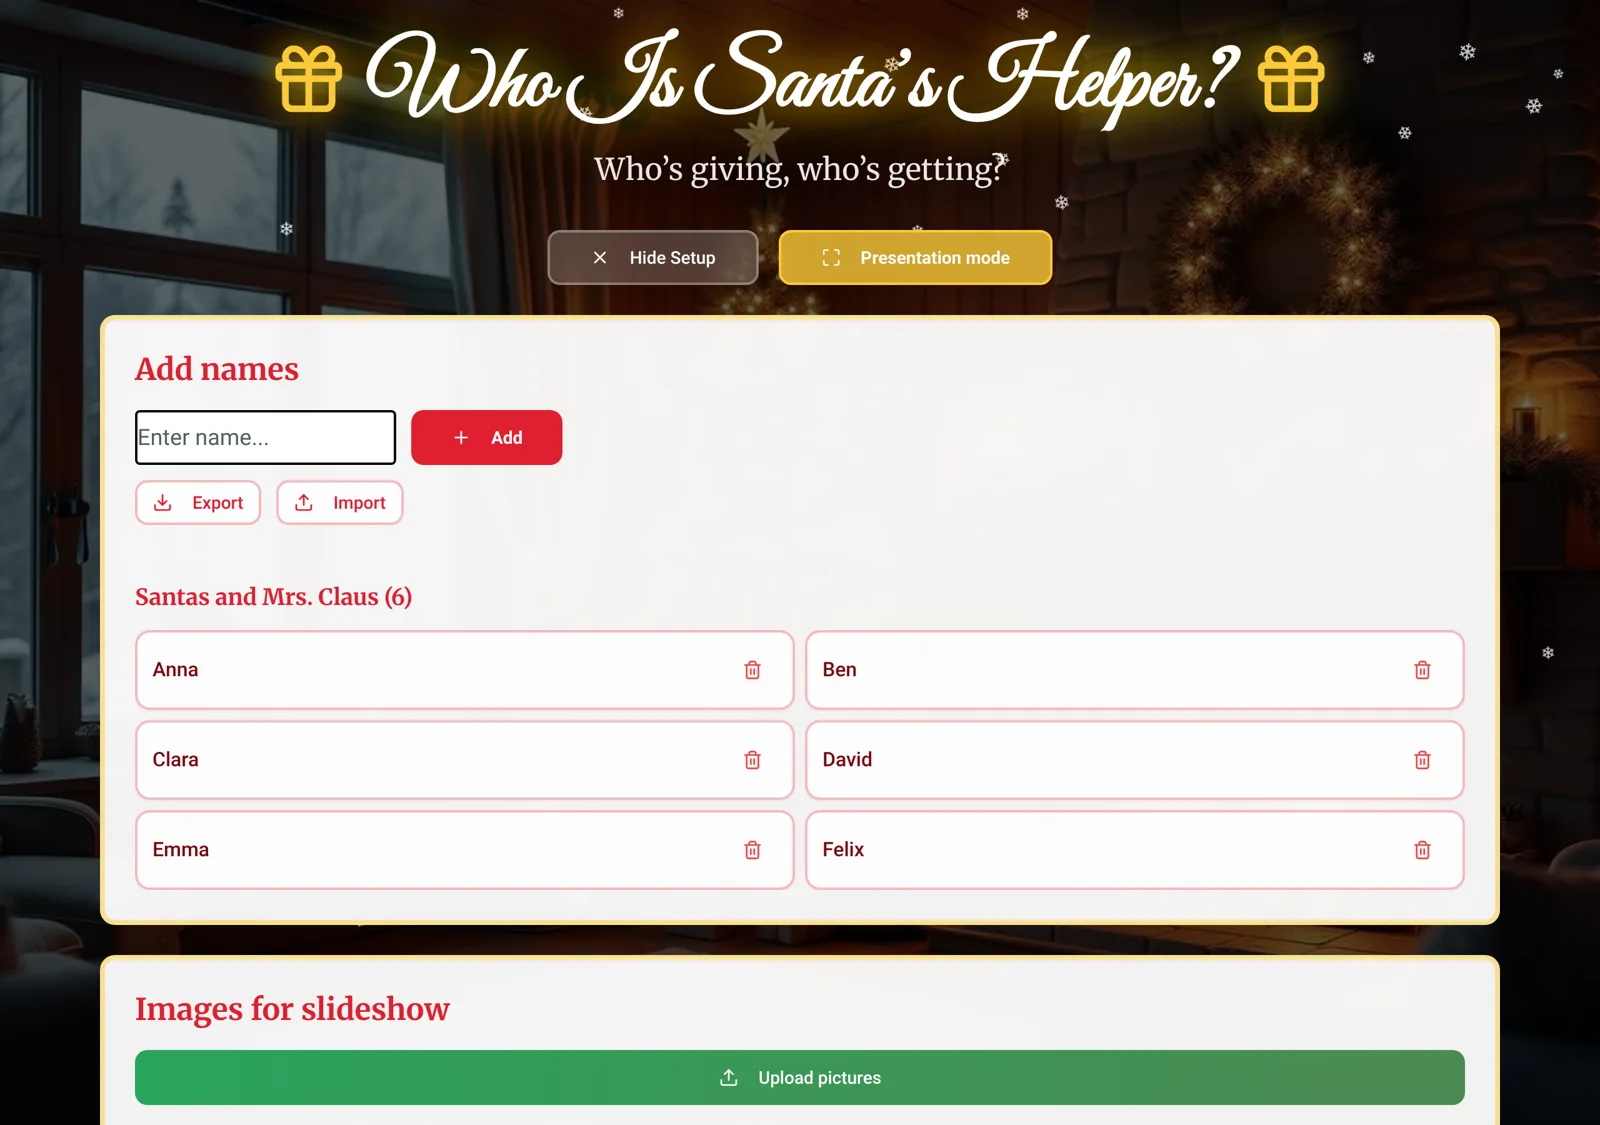 Who Is Santa’s Helper?
Who’s giving, who’s getting?
Hide Setup
Presentation mode
Add names
Enter name...
Add
Export
Import
Santas and Mrs. Claus (6)
Anna
Ben
Clara
David
Emma
Felix
Images for slideshow
Upload pictures